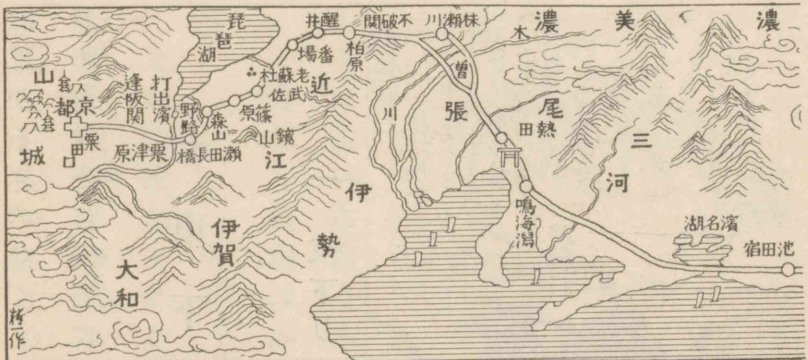 濃
美
濃
木
曾
川
株瀬川
不破関
柏原
醒井
番場
老蘇杜
武佐
篠原
鏡山
森山
野路
瀬田長橋
粟津原
打出濱
逢阪関
琵琶湖
近江
山城
京都
粟田口
伊賀
大和
伊勢
尾張
熱田
三河
鳴海潟
濱名湖
池田宿